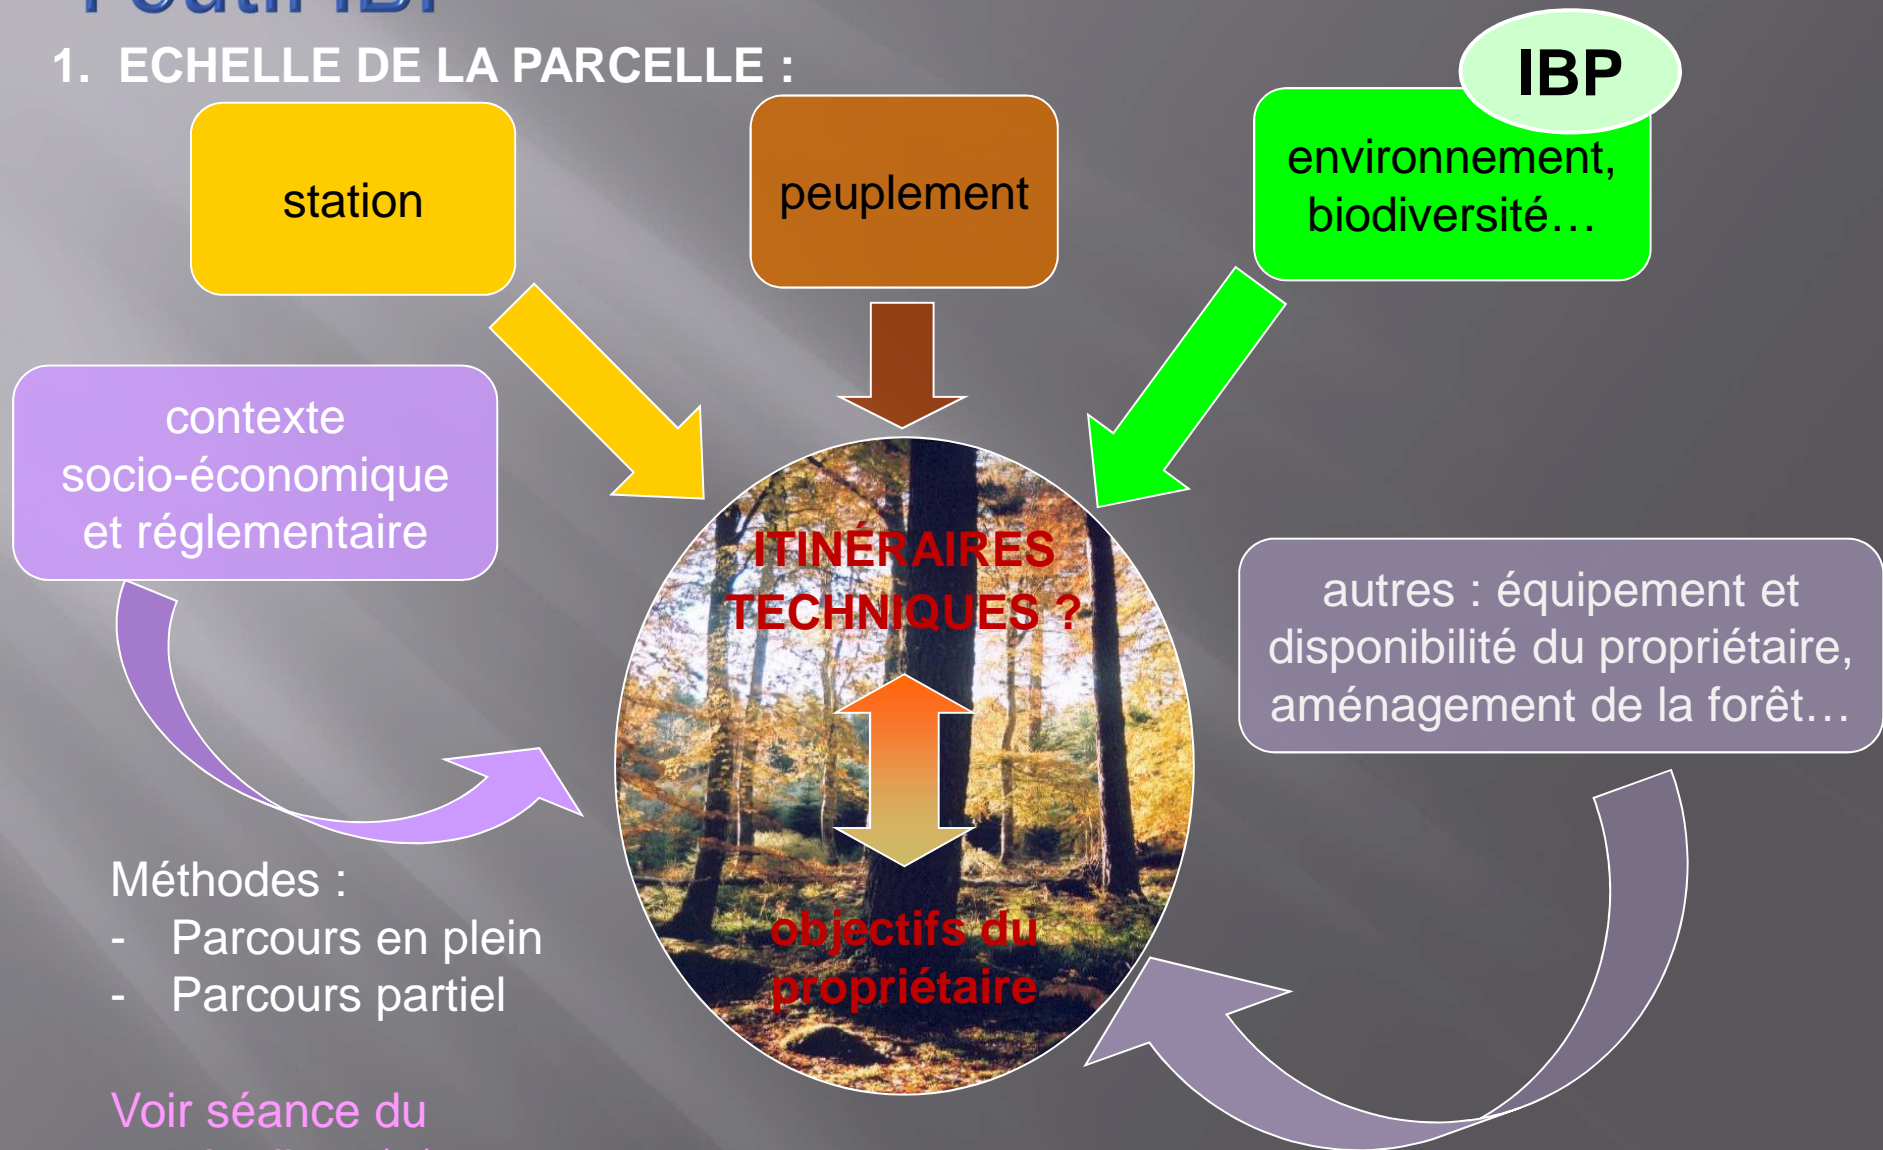 l'outil IBP
1. ECHELLE DE LA PARCELLE :
IBP
station
peuplement
environnement,
biodiversité…
contexte
socio-économique
et réglementaire
ITINÉRAIRES
TECHNIQUES ?
autres : équipement et
disponibilité du propriétaire,
aménagement de la forêt…
objectifs du
propriétaire
Méthodes :
- Parcours en plein
- Parcours partiel
Voir séance du